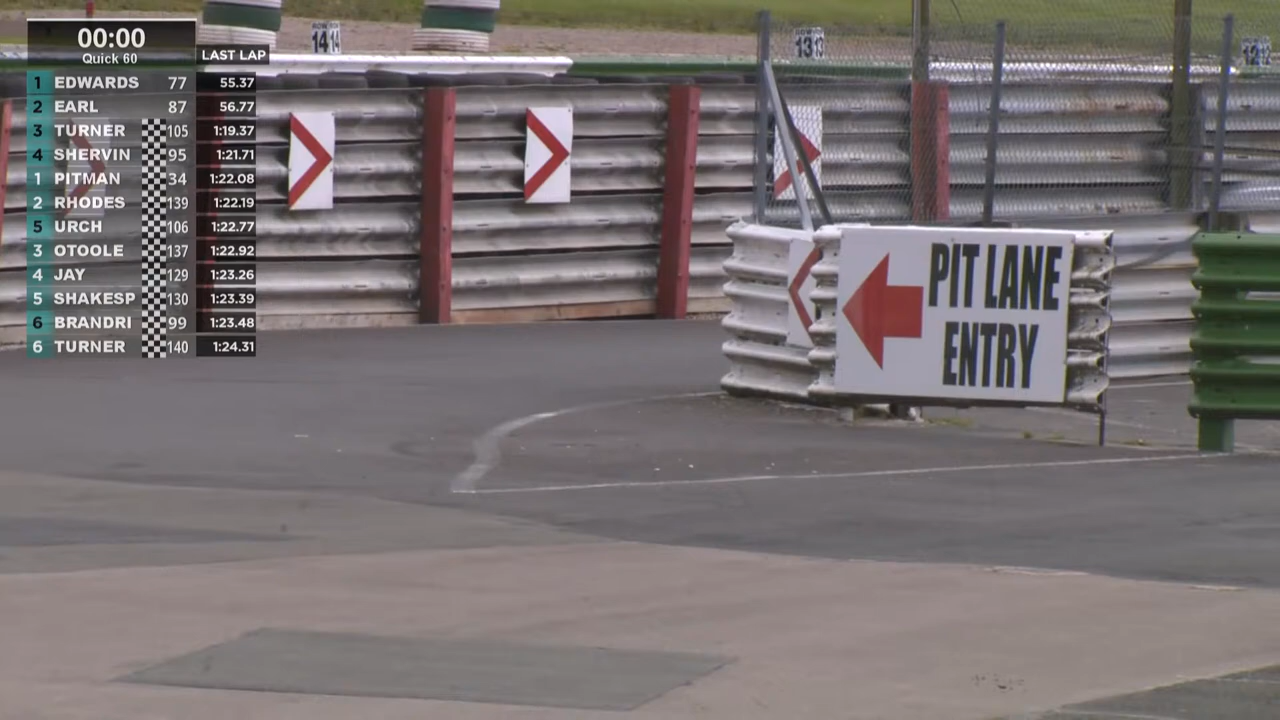 00:00
Quick 60
LAST LAP
1 EDWARDS 77 55.37
2 EARL 87 56.77
3 TURNER 105 1:19.37
4 SHERVIN 95 1:21.71
1 PITMAN 34 1:22.08
2 RHODES 139 1:22.19
5 URCH 106 1:22.77
3 OTOOLE 137 1:22.92
4 JAY 129 1:23.26
5 SHAKESP 130 1:23.39
6 BRANDRI 99 1:23.48
6 TURNER 140 1:24.31
14
13
12
PIT LANE
ENTRY